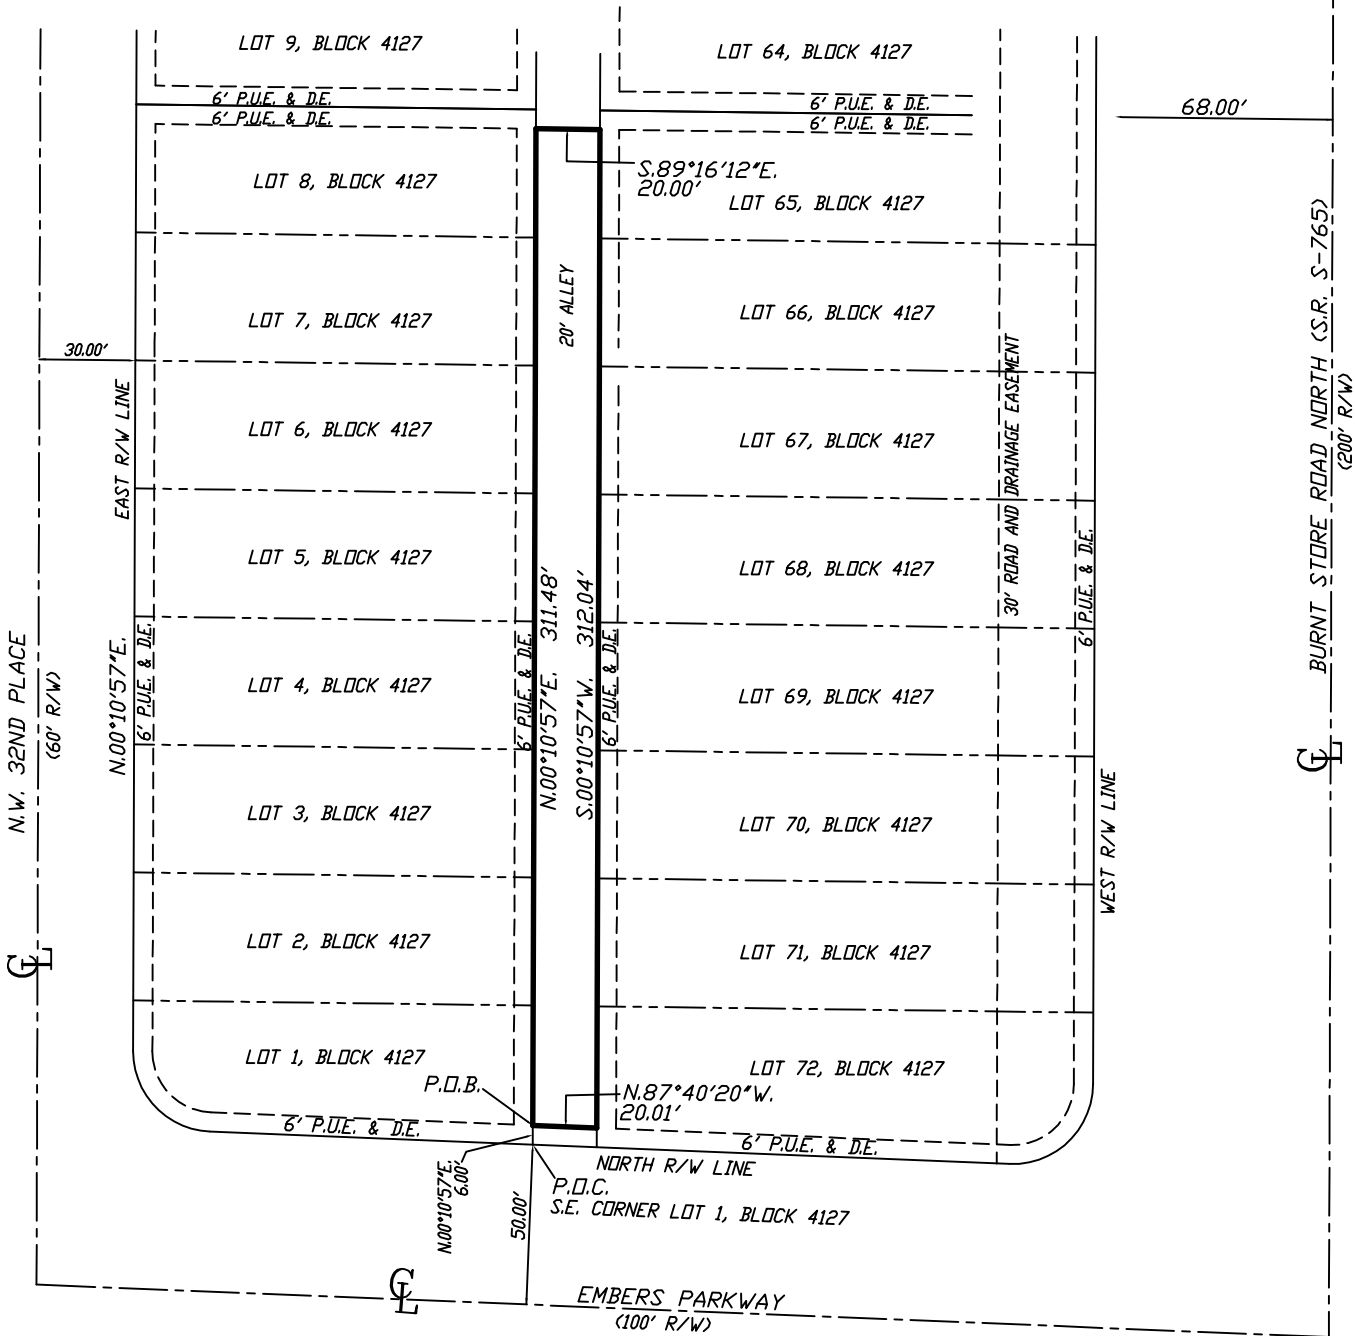 LOT 9, BLOCK 4127
LOT 64, BLOCK 4127
6' P.U.E. & D.E.
6' P.U.E. & D.E.
6' P.U.E. & D.E.
6' P.U.E. & D.E.
68.00'
S.89°16'12"E.
20.00'
LOT 8, BLOCK 4127
LOT 65, BLOCK 4127
20' ALLEY
LOT 7, BLOCK 4127
LOT 66, BLOCK 4127
30.00'
EAST R/W LINE
LOT 6, BLOCK 4127
LOT 67, BLOCK 4127
30' ROAD AND DRAINAGE EASEMENT
BURNT STORE ROAD NORTH (S.R. S-765)
(200' R/W)
LOT 5, BLOCK 4127
LOT 68, BLOCK 4127
6' P.U.E. & D.E.
N.W. 32ND PLACE
(60' R/W)
N.00°10'57"E.
6' P.U.E. & D.E.
LOT 4, BLOCK 4127
6' P.U.E. & D.E.
N.00°10'57"E. 311.48'
S.00°10'57"W. 312.04'
6' P.U.E. & D.E.
LOT 69, BLOCK 4127
CL
LOT 3, BLOCK 4127
LOT 70, BLOCK 4127
WEST R/W LINE
LOT 2, BLOCK 4127
LOT 71, BLOCK 4127
CL
LOT 1, BLOCK 4127
LOT 72, BLOCK 4127
P.O.B.
N.87°40'20"W.
20.01'
6' P.U.E. & D.E.
6' P.U.E. & D.E.
NORTH R/W LINE
N.00°10'57"E.
6.00'
50.00'
P.O.C.
S.E. CORNER LOT 1, BLOCK 4127
CL
EMBERS PARKWAY
(100' R/W)